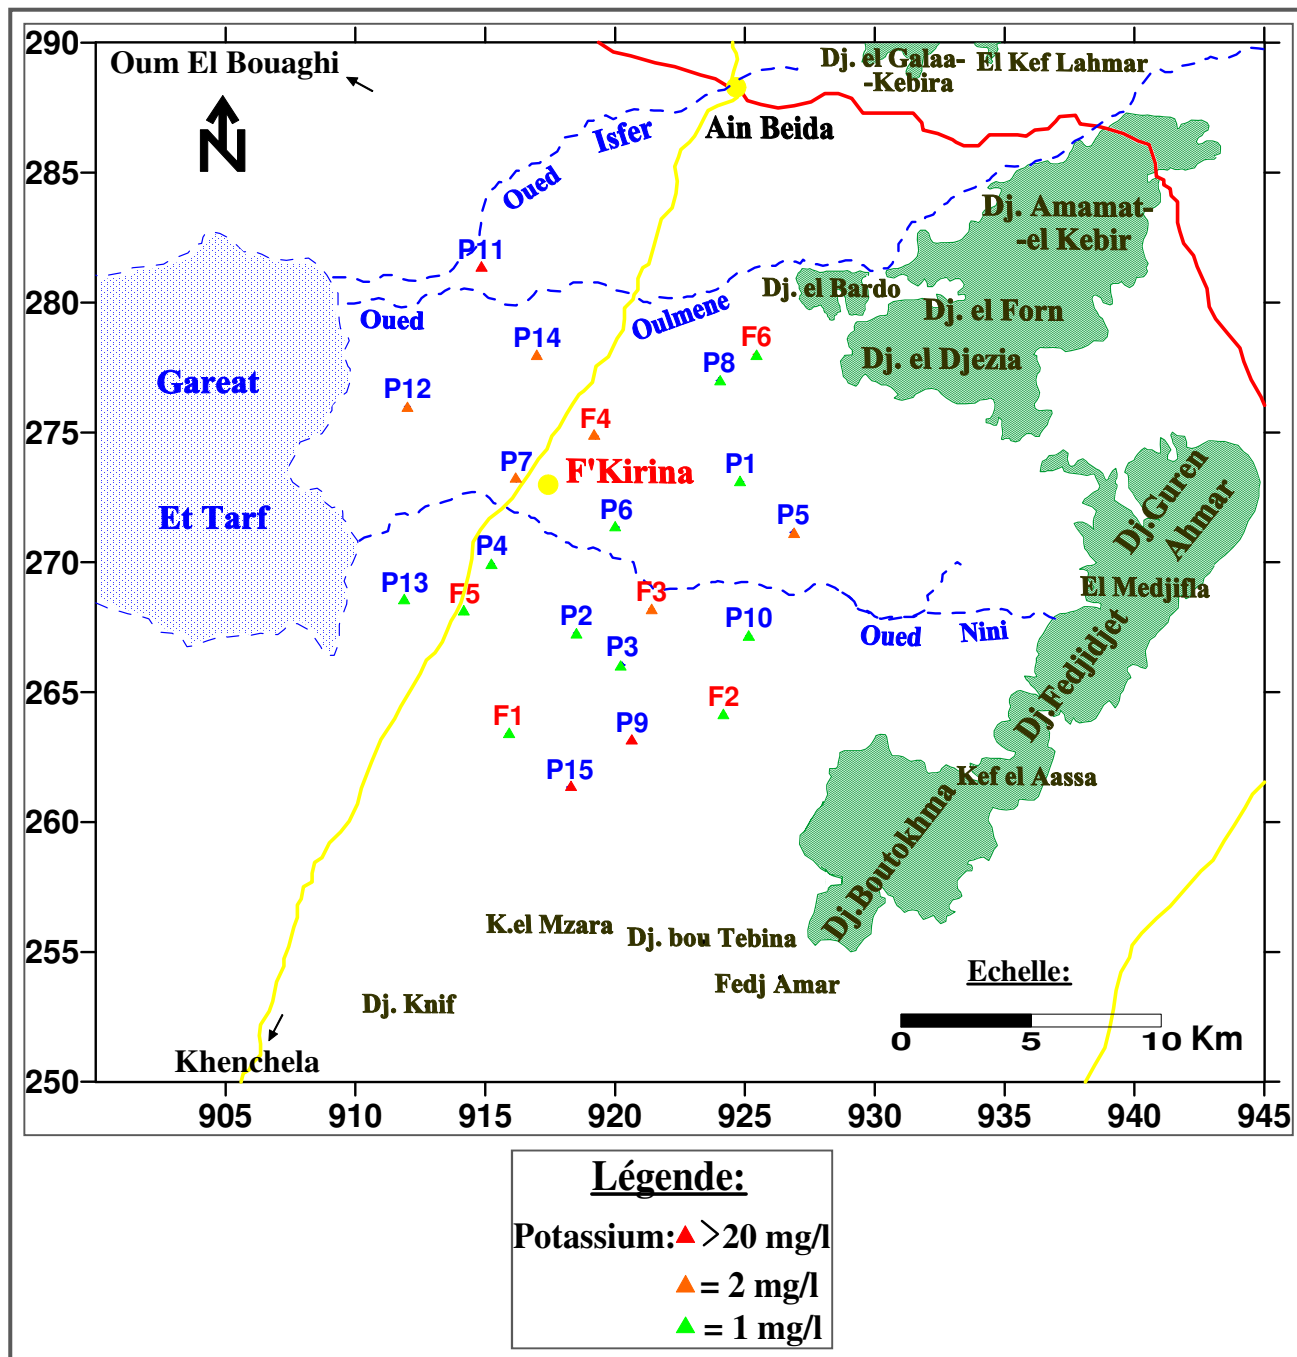 290
Oum El Bouaghi
Dj. el Galaa-
-Kebira
El Kef Lahmar
N
Ain Beida
Oued Isfer
285
Dj. Amamat-
-el Kebir
P11
280
Dj. el Bardo
Oued Oulmene
Dj. el Forn
P14
F6
P8
Dj. el Djezia
Gareat
P12
275
F4
P7
F'Kirina
P1
Dj.Guren
Ahmar
Et Tarf
P6
P5
270
P4
P13
F5
F3
El Medjifla
P2
P10
Oued Nini
P3
Dj.Fedjidjet
265
F1
F2
P9
P15
Kef el Aassa
260
Dj.Boutokhma
K.el Mzara
Dj. bou Tebina
255
Fedj Amar
Echelle:
Dj. Knif
0 5 10 Km
Khenchela
250
905 910 915 920 925 930 935 940 945
Légende:
Potassium: >20 mg/l
= 2 mg/l
= 1 mg/l